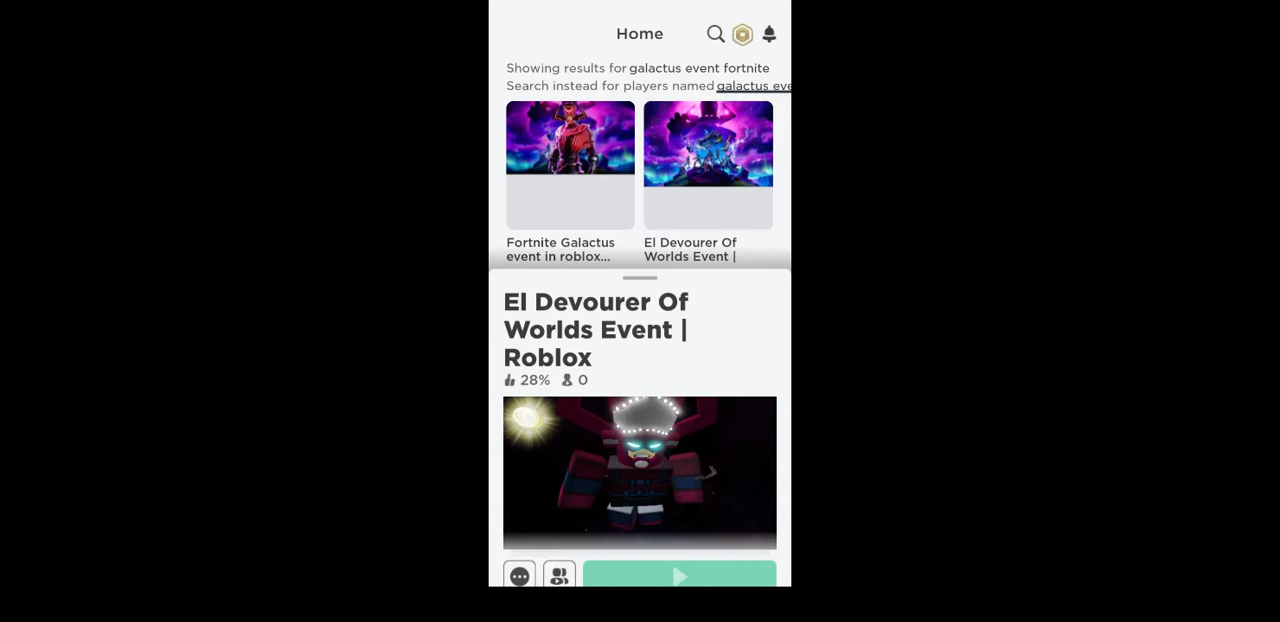 Home
Showing results for galactus event fortnite
Search instead for players named galactus eve
Fortnite Galactus
event in roblox...
El Devourer Of
Worlds Event |
El Devourer Of
Worlds Event |
Roblox
28% 0